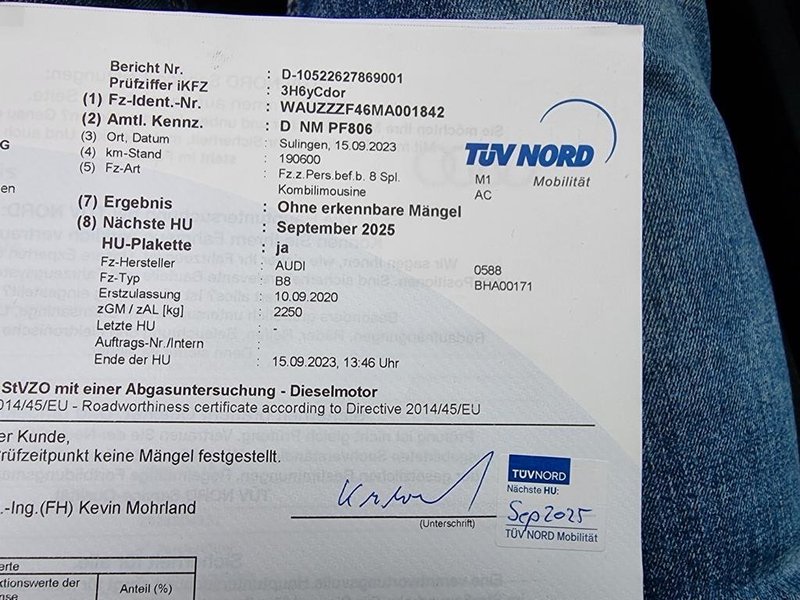 Bericht Nr. : D-10522627869001
Prüfziffer iKFZ : 3H6yCdor
(1) Fz-Ident.-Nr. : WAUZZZF46MA001842
(2) Amtl. Kennz. : D NM PF806
(3) Ort, Datum : Sulingen, 15.09.2023
(4) km-Stand : 190600
(5) Fz-Art : Fz.z.Pers.bef.b. 8 Spl. M1
Kombilimousine AC
TÜV NORD
Mobilität
G
en
(7) Ergebnis : Ohne erkennbare Mängel
(8) Nächste HU : September 2025
HU-Plakette : ja
Fz-Hersteller : AUDI 0588
Fz-Typ : B8 BHA00171
Erstzulassung : 10.09.2020
zGM / zAL [kg] : 2250
Letzte HU : -
Auftrags-Nr./Intern :
Ende der HU : 15.09.2023, 13:46 Uhr
StVZO mit einer Abgasuntersuchung - Dieselmotor
014/45/EU - Roadworthiness certificate according to Directive 2014/45/EU
er Kunde,
rüfzeitpunkt keine Mängel festgestellt.
.-Ing.(FH) Kevin Mohrland
(Unterschrift)
TÜVNORD
Nächste HU:
Sep 2025
TÜV NORD Mobilität
erte
ktionswerte der Anteil (%)
nse